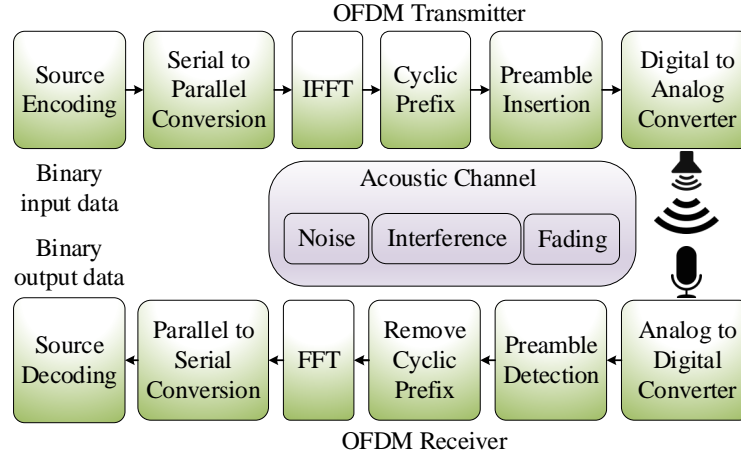 OFDM Transmitter
Source
Encoding
Serial to
Parallel
Conversion
IFFT
Cyclic
Prefix
Preamble
Insertion
Digital to
Analog
Converter
Binary
input data
Acoustic Channel
Noise
Interference
Fading
Binary
output data
Source
Decoding
Parallel to
Serial
Conversion
FFT
Remove
Cyclic
Prefix
Preamble
Detection
Analog to
Digital
Converter
OFDM Receiver